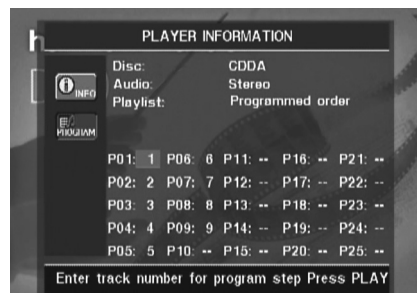 PLAYER INFORMATION
Disc: CDDA
Audio: Stereo
Playlist: Programmed order
INFO
PROGRAM
P01: 1 P06: 6 P11: -- P16: -- P21: --
P02: 2 P07: 7 P12: -- P17: -- P22: --
P03: 3 P08: 8 P13: -- P18: -- P23: --
P04: 4 P09: 9 P14: -- P19: -- P24: --
P05: 5 P10: -- P15: -- P20: -- P25: --
Enter track number for program step Press PLAY